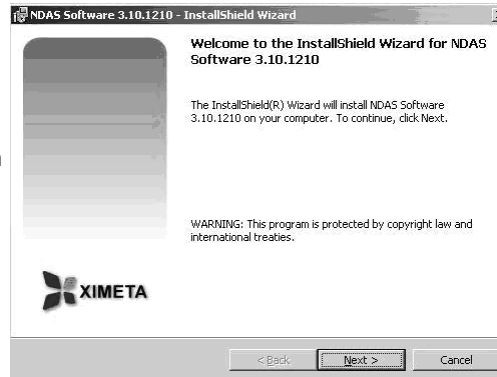 NDAS Software 3.10.1210 - InstallShield Wizard
Welcome to the InstallShield Wizard for NDAS
Software 3.10.1210
The InstallShield(R) Wizard will install NDAS Software
3.10.1210 on your computer. To continue, click Next.
WARNING: This program is protected by copyright law and
international treaties.
XIMETA
< Back Next > Cancel